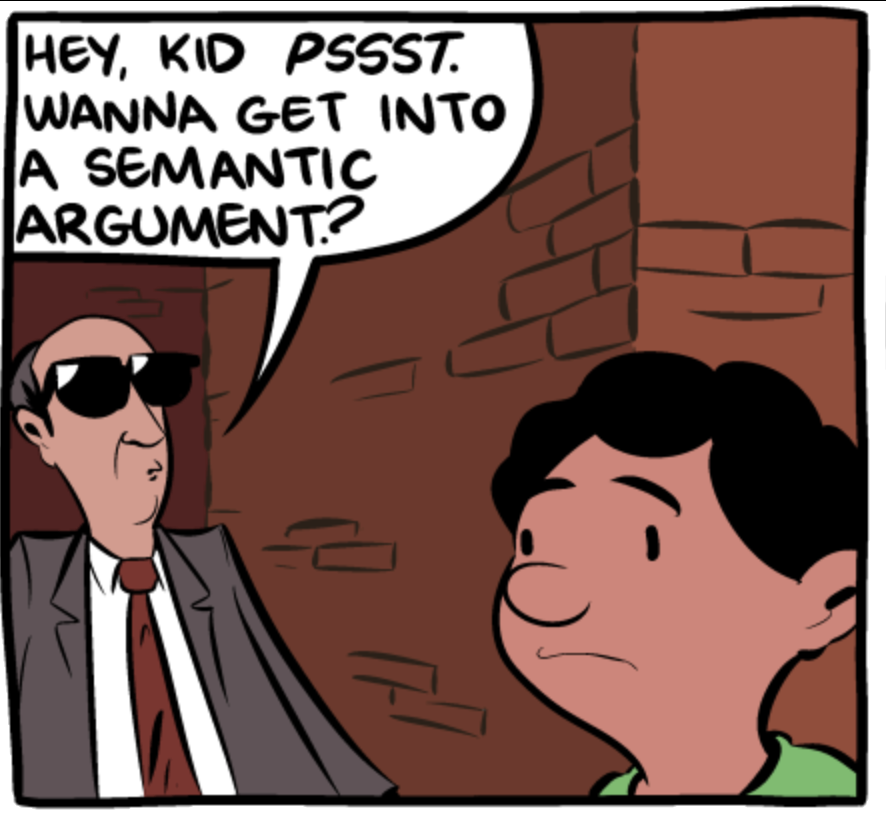 HEY, KID PSSST.
WANNA GET INTO
A SEMANTIC
ARGUMENT?